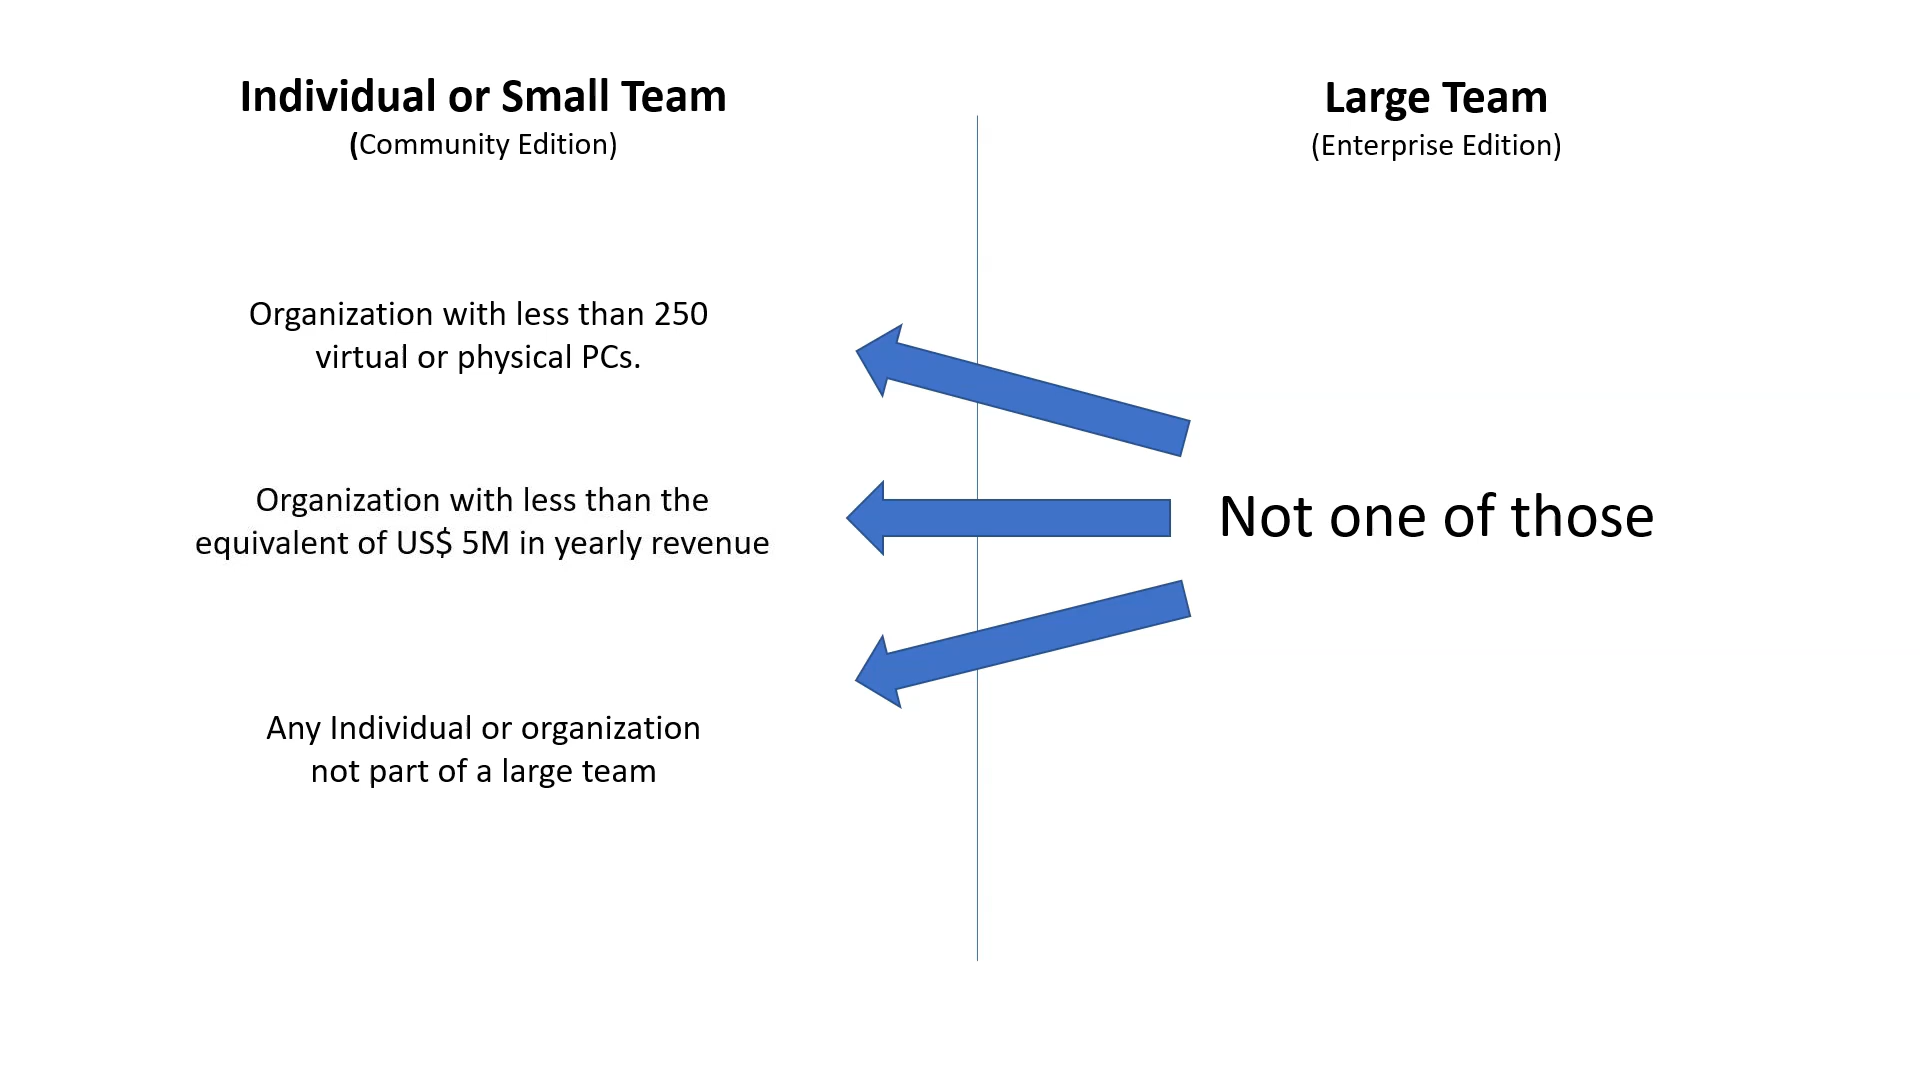 Individual or Small Team
(Community Edition)
Large Team
(Enterprise Edition)
Organization with less than 250
virtual or physical PCs.
Organization with less than the
equivalent of US$ 5M in yearly revenue
Not one of those
Any Individual or organization
not part of a large team